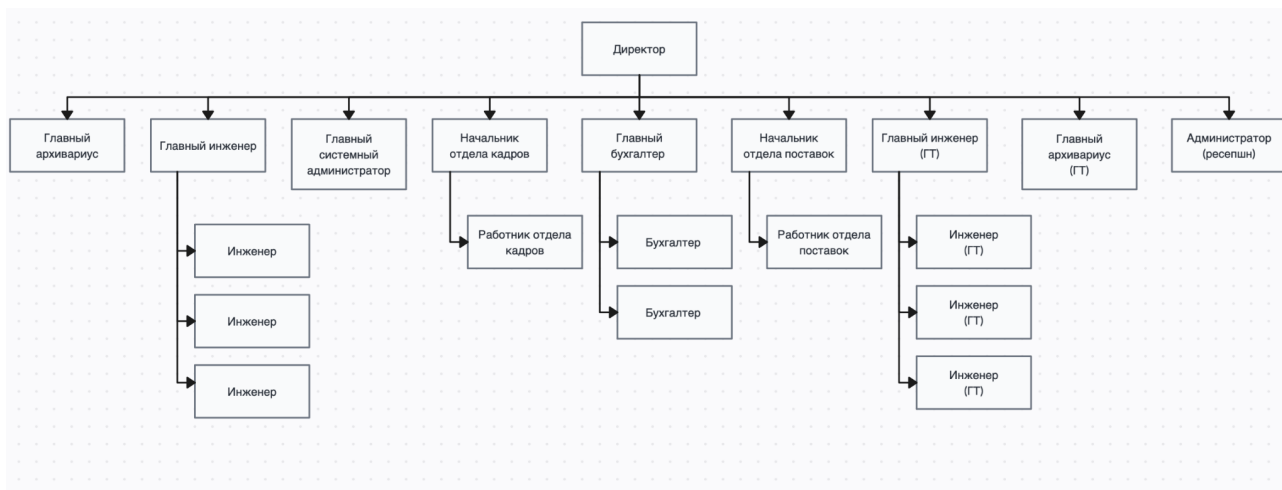 Директор
Главный
архивариус
Главный инженер
Главный
системный
администратор
Начальник
отдела кадров
Главный
бухгалтер
Начальник
отдела поставок
Главный инженер
(ГТ)
Главный
архивариус
(ГТ)
Администратор
(ресепшн)
Инженер
Инженер
Инженер
Работник отдела
кадров
Бухгалтер
Бухгалтер
Работник отдела
поставок
Инженер
(ГТ)
Инженер
(ГТ)
Инженер
(ГТ)